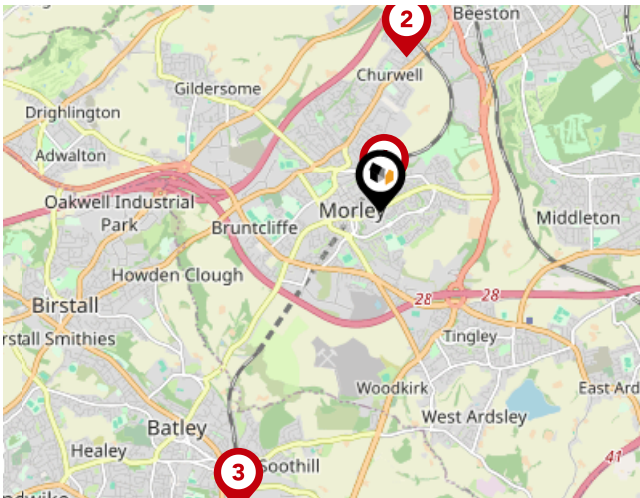 2
Beeston
Churwell
Gildersome
Drighlington
Adwalton
Oakwell Industrial
Park
Morley
Bruntcliffe
Middleton
Howden Clough
28
28
Birstall
rstall Smithies
Tingley
Woodkirk
East Ard
West Ardsley
Batley
Healey
3
Soothill
41
ndwike